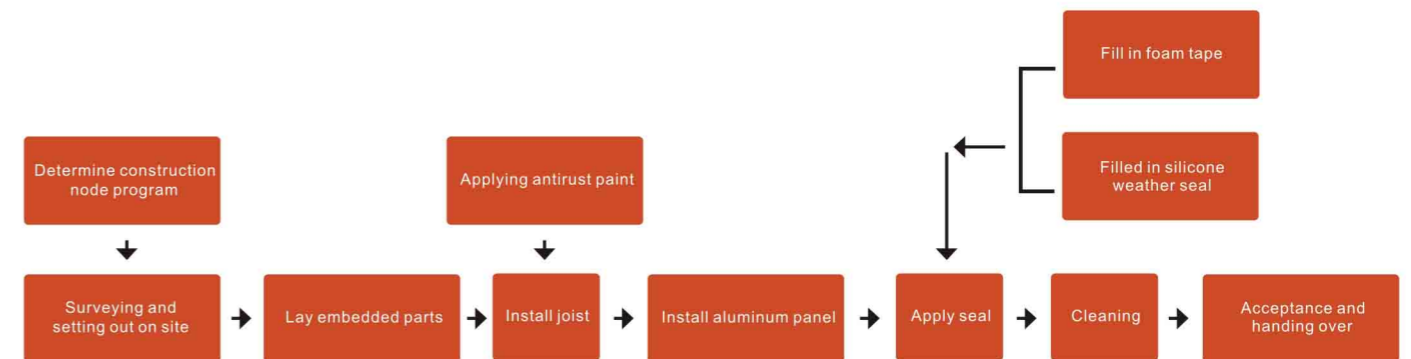 Fill in foam tape
Determine construction
node program
Applying antirust paint
Filled in silicone
weather seal
Surveying and
setting out on site
Lay embedded parts
Install joist
Install aluminum panel
Apply seal
Cleaning
Acceptance and
handing over